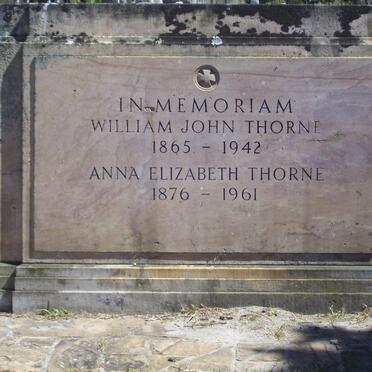 IN MEMORIAM
WILLIAM JOHN THORNE
1865 - 1942
ANNA ELIZABETH THORNE
1876 - 1961